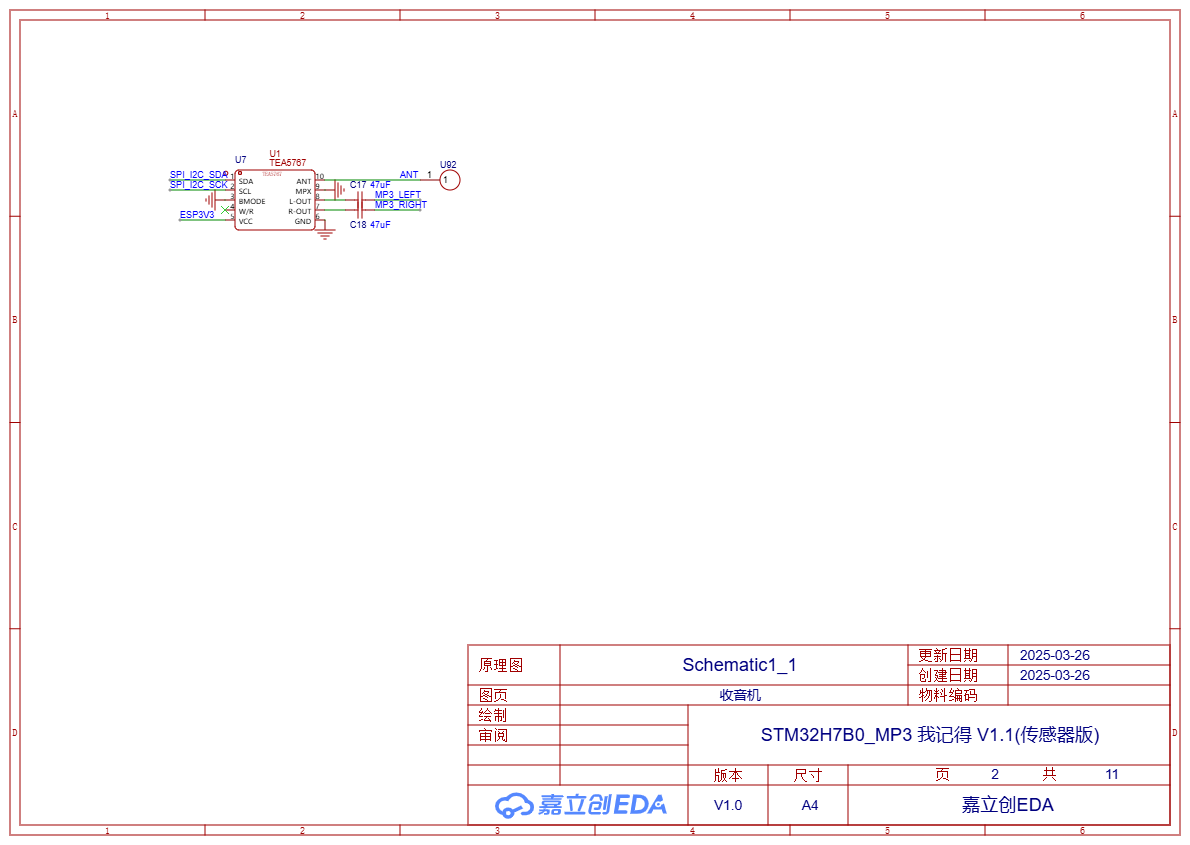 1 2 3 4 5 6
A A
U1
U7 TEA5767
U92
SPI_I2C_SDA 1 TEA5767 10 ANT 1 1
SDA ANT
SPI_I2C_SCK 2 SCL MPX 9 C17 47uF
3 BMODE L-OUT 8 MP3_LEFT
4 W/R R-OUT 7 MP3_RIGHT
ESP3V3 5 VCC GND 6
C18 47uF
B B
C C
D D
原理图 Schematic1_1 更新日期 2025-03-26
创建日期 2025-03-26
图页 收音机 物料编码
绘制
审阅 STM32H7B0_MP3 我记得 V1.1(传感器版)
版本 尺寸 页 2 共 11
嘉立创EDA V1.0 A4 嘉立创EDA
1 2 3 4 5 6